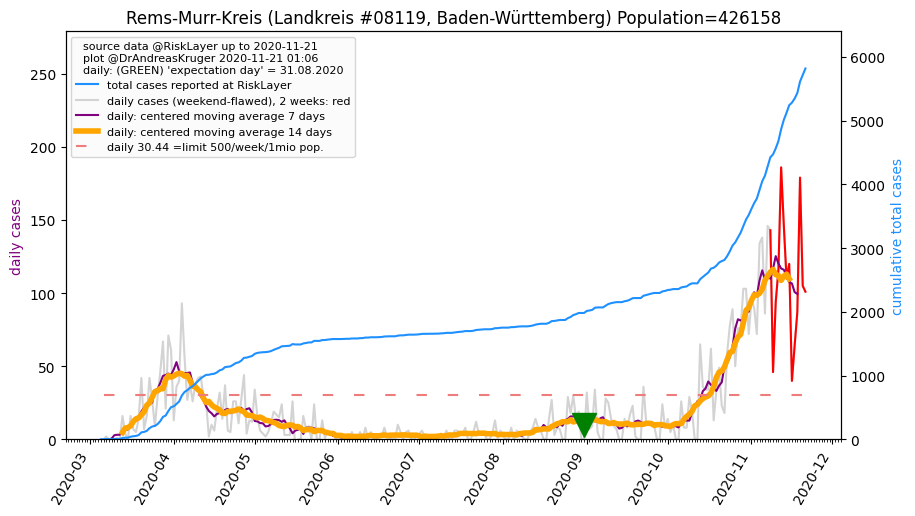 Rems-Murr-Kreis (Landkreis #08119, Baden-Württemberg) Population=426158
source data @RiskLayer up to 2020-11-21
plot @DrAndreasKruger 2020-11-21 01:06
daily: (GREEN) 'expectation day' = 31.08.2020
total cases reported at RiskLayer
daily cases (weekend-flawed), 2 weeks: red
daily: centered moving average 7 days
daily: centered moving average 14 days
daily 30.44 =limit 500/week/1mio pop.
daily cases
250
200
150
100
50
0
6000
5000
4000
3000
2000
1000
0
cumulative total cases
2020-03
2020-04
2020-05
2020-06
2020-07
2020-08
2020-09
2020-10
2020-11
2020-12